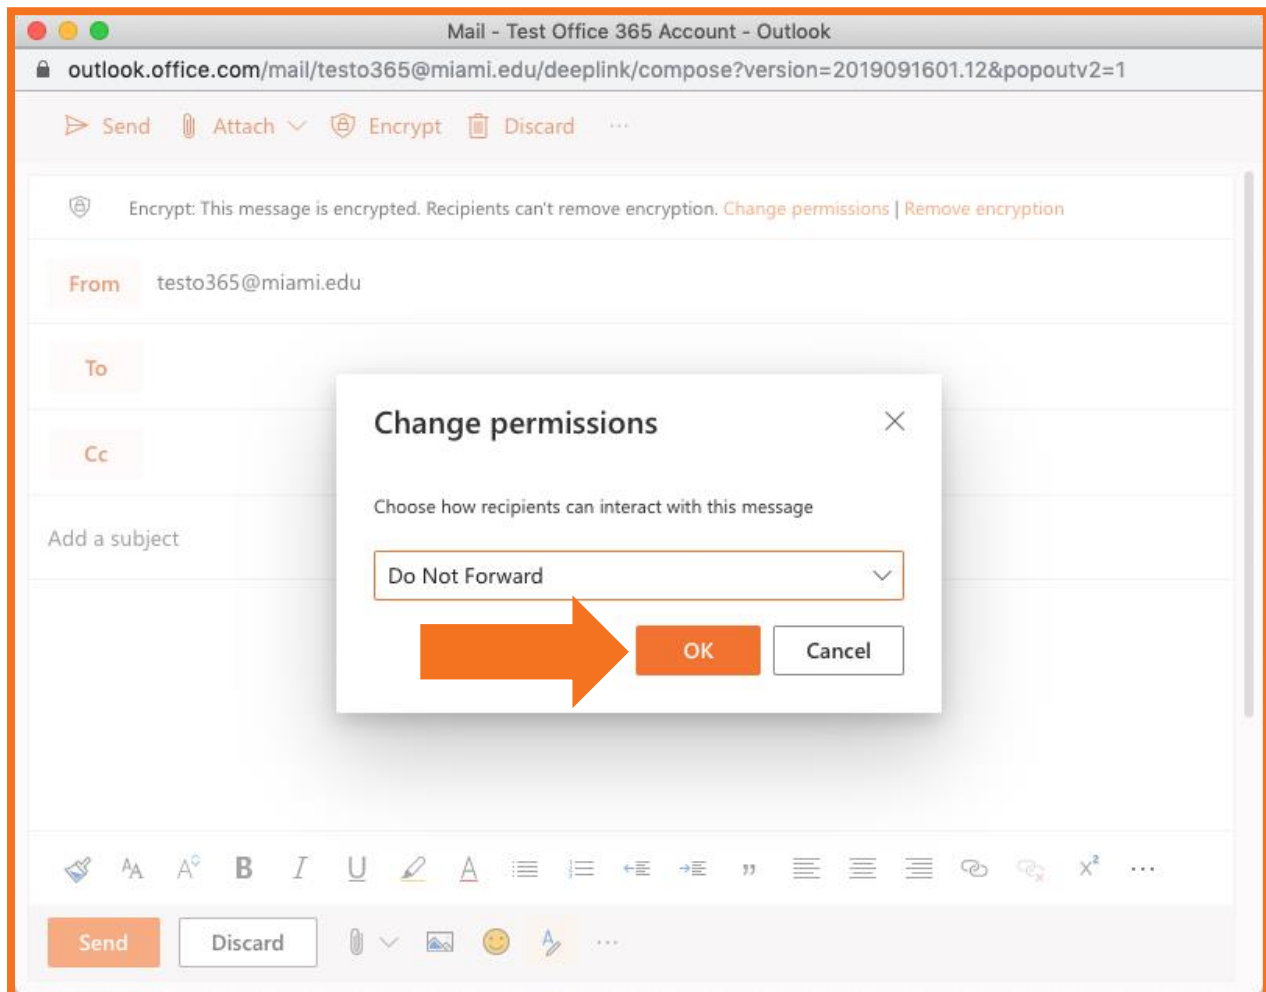 Mail - Test Office 365 Account - Outlook
outlook.office.com/mail/testo365@miami.edu/deeplink/compose?version=2019091601.12&popoutv2=1
Send Attach Encrypt Discard ...
Encrypt: This message is encrypted. Recipients can't remove encryption. Change permissions | Remove encryption
From testo365@miami.edu
To
Cc
Add a subject
Change permissions
Choose how recipients can interact with this message
Do Not Forward
OK Cancel
AA A B I U A " x² ...
Send Discard A ...